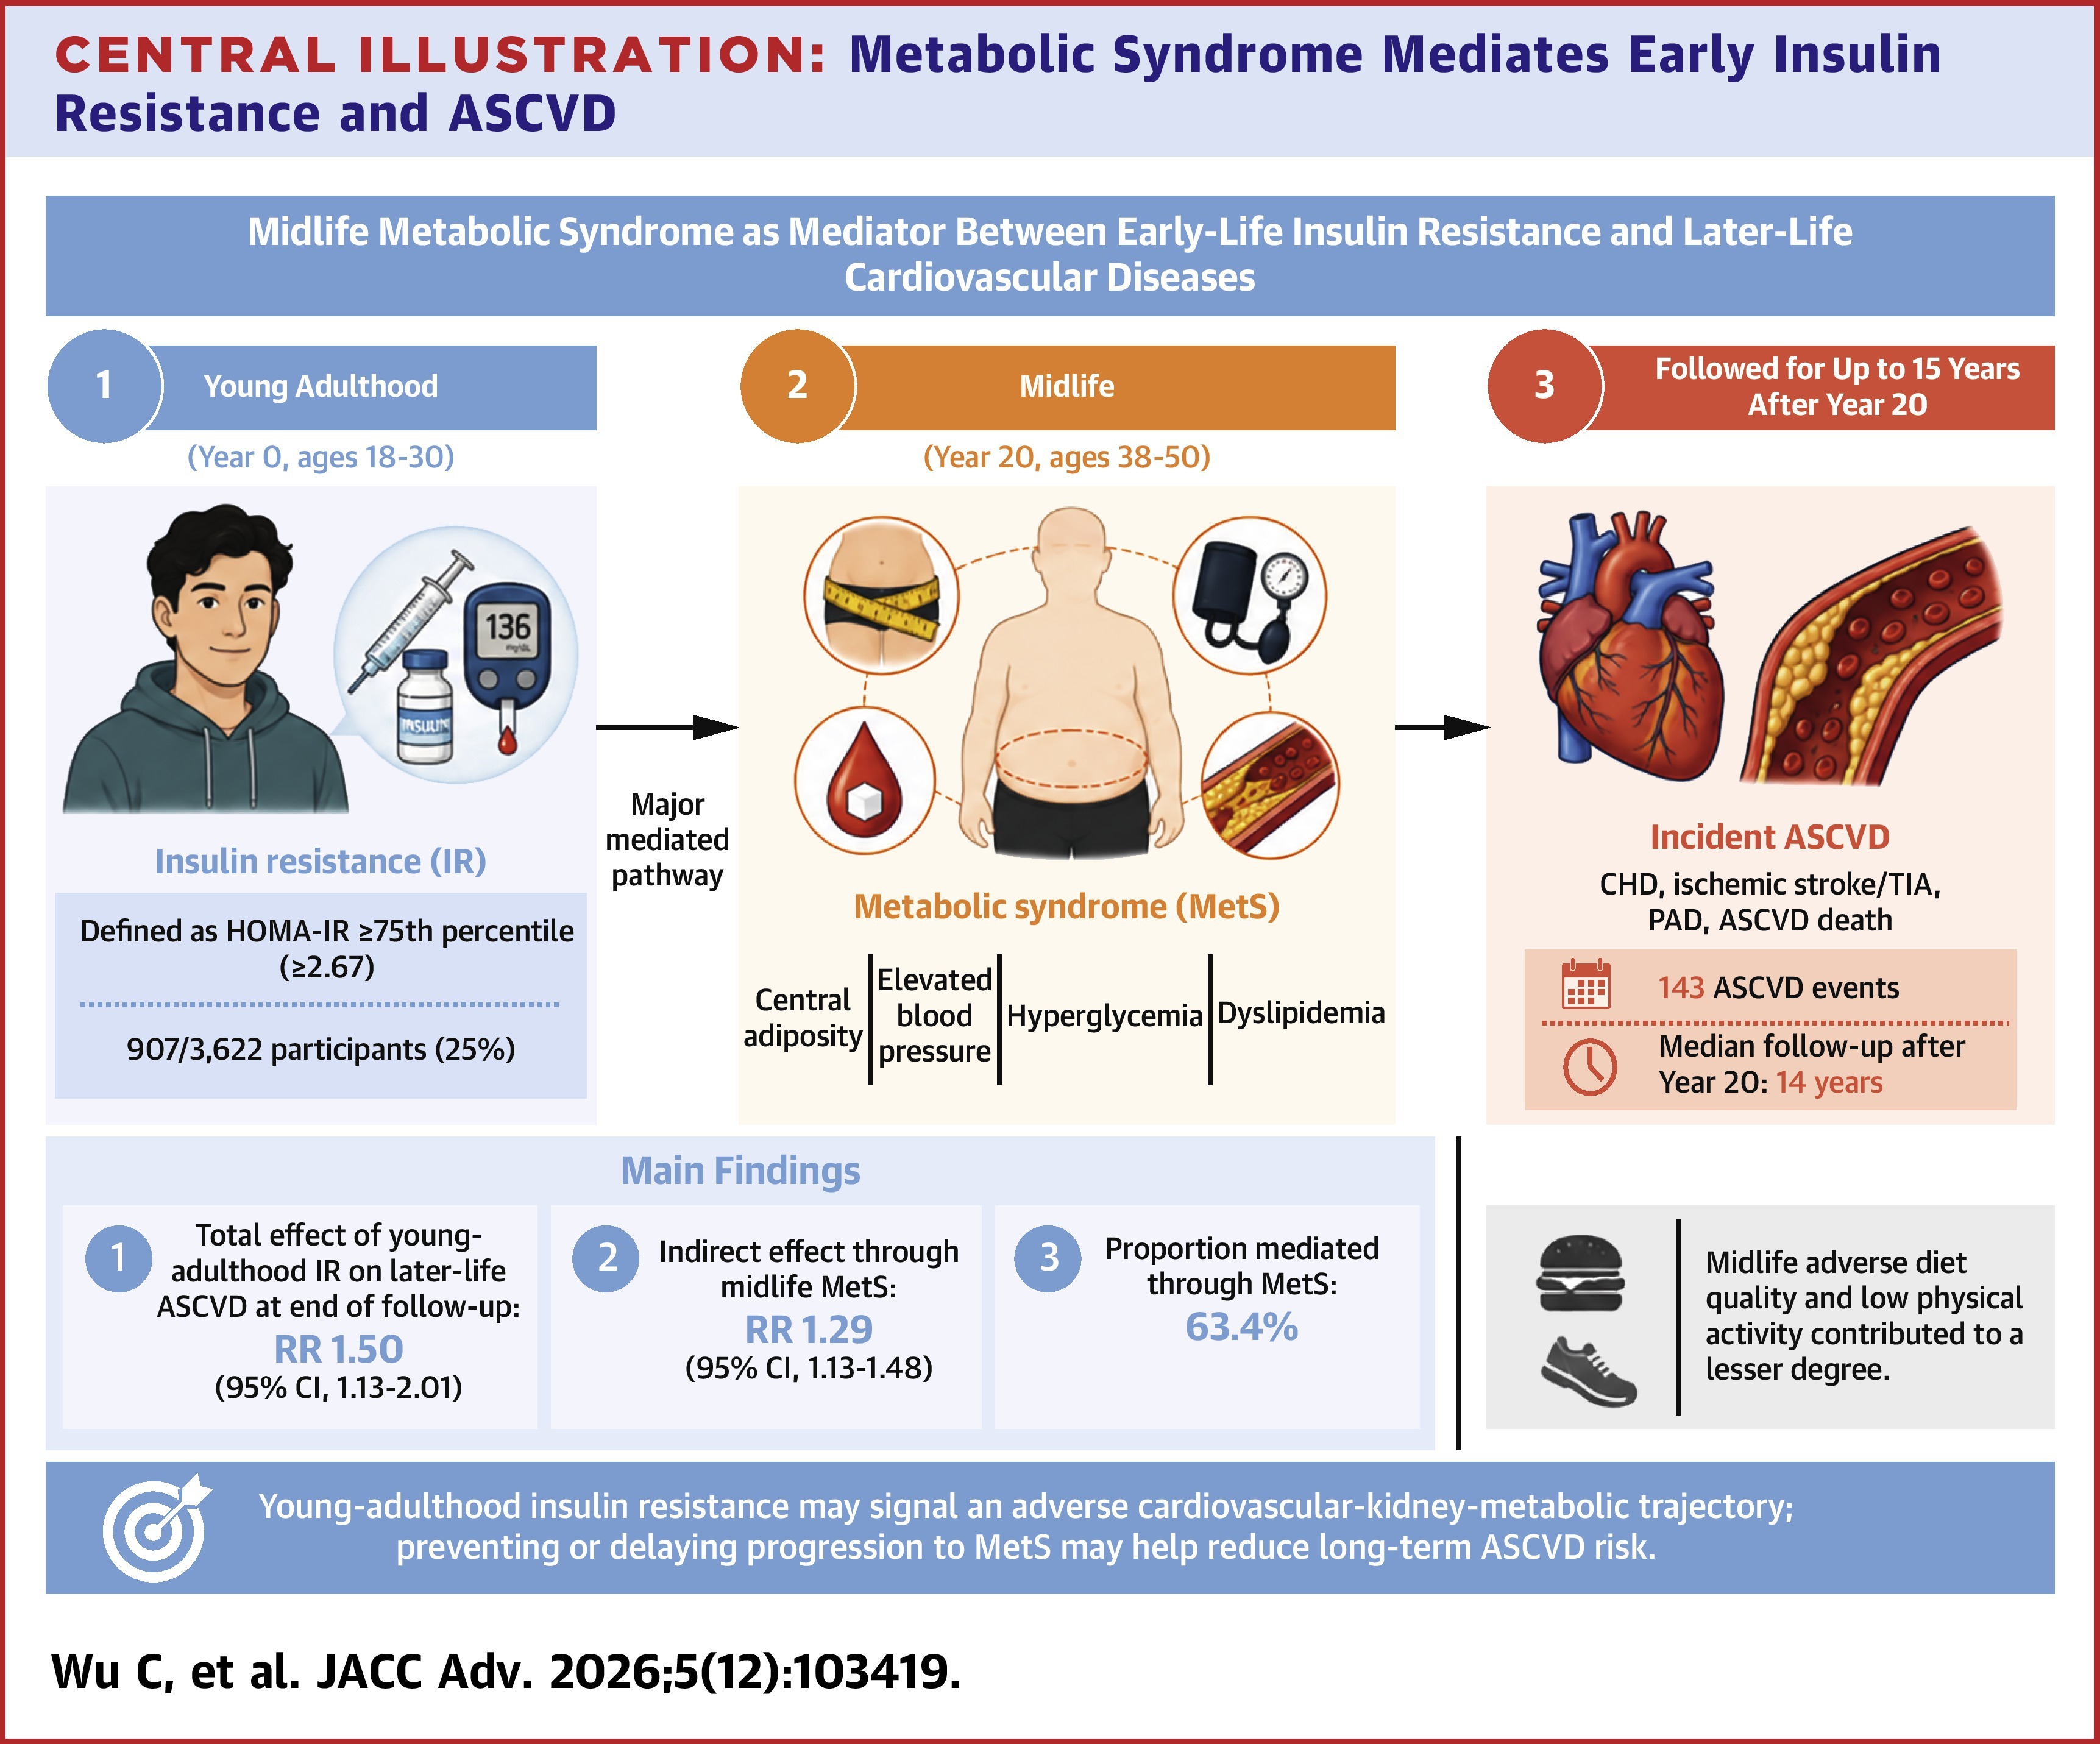 CENTRAL ILLUSTRATION: Metabolic Syndrome Mediates Early Insulin
Resistance and ASCVD
Midlife Metabolic Syndrome as Mediator Between Early-Life Insulin Resistance and Later-Life
Cardiovascular Diseases
1
Young Adulthood
(Year 0, ages 18-30)
136
mg/dL
INSULIN
Insulin resistance (IR)
Defined as HOMA-IR ≥75th percentile
(≥2.67)
907/3,622 participants (25%)
Major
mediated
pathway
2
Midlife
(Year 20, ages 38-50)
Metabolic syndrome (MetS)
Central
adiposity
Elevated
blood
pressure
Hyperglycemia
Dyslipidemia
3
Followed for Up to 15 Years
After Year 20
Incident ASCVD
CHD, ischemic stroke/TIA,
PAD, ASCVD death
143 ASCVD events
Median follow-up after
Year 20: 14 years
Main Findings
1
Total effect of young-
adulthood IR on later-life
ASCVD at end of follow-up:
RR 1.50
(95% CI, 1.13-2.01)
2
Indirect effect through
midlife MetS:
RR 1.29
(95% CI, 1.13-1.48)
3
Proportion mediated
through MetS:
63.4%
Midlife adverse diet
quality and low physical
activity contributed to a
lesser degree.
Young-adulthood insulin resistance may signal an adverse cardiovascular-kidney-metabolic trajectory;
preventing or delaying progression to MetS may help reduce long-term ASCVD risk.
Wu C, et al. JACC Adv. 2026;5(12):103419.